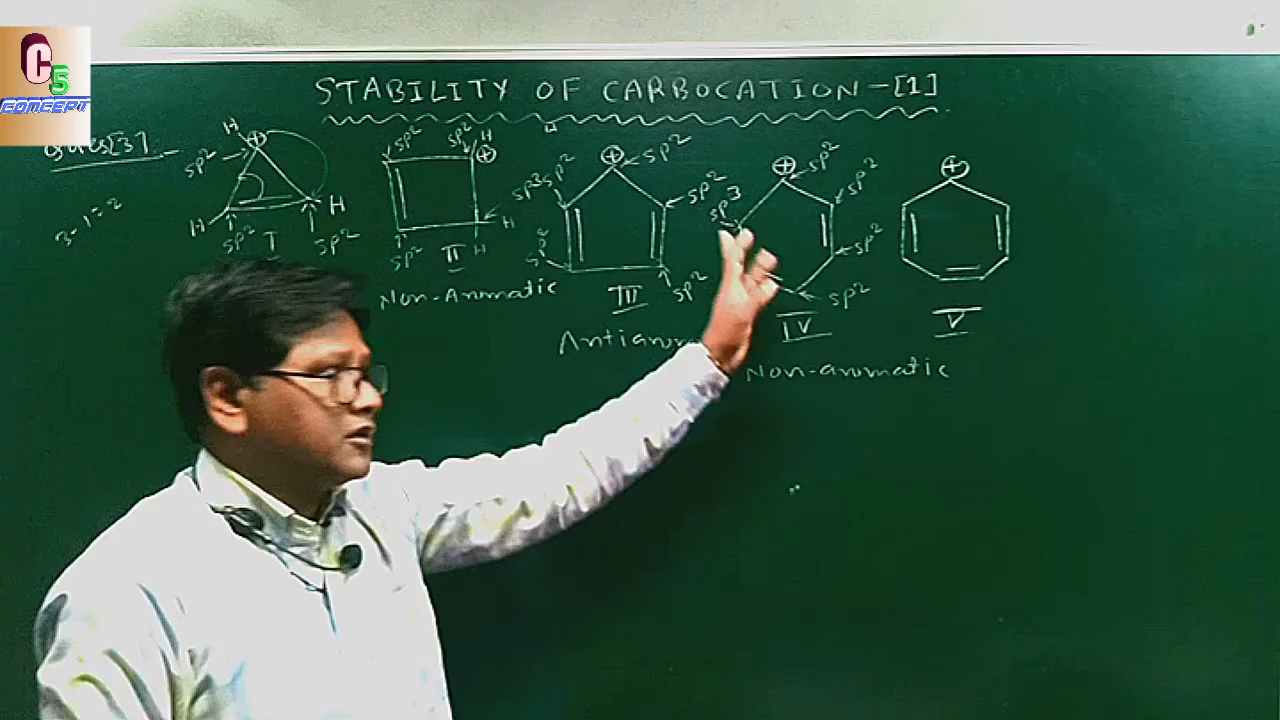 C5
CONCEPT
STABILITY OF CARBOCATION-[1]
Ques[3]-
3-1=2
H ⊕ sp² H sp² H sp² I
sp² sp² H ⊕ sp³ H H sp² II
Non-Aromatic
⊕ sp² sp² sp² sp² sp² III
⊕ sp² sp² sp³ sp² sp² IV
Non-aromatic
⊕ V